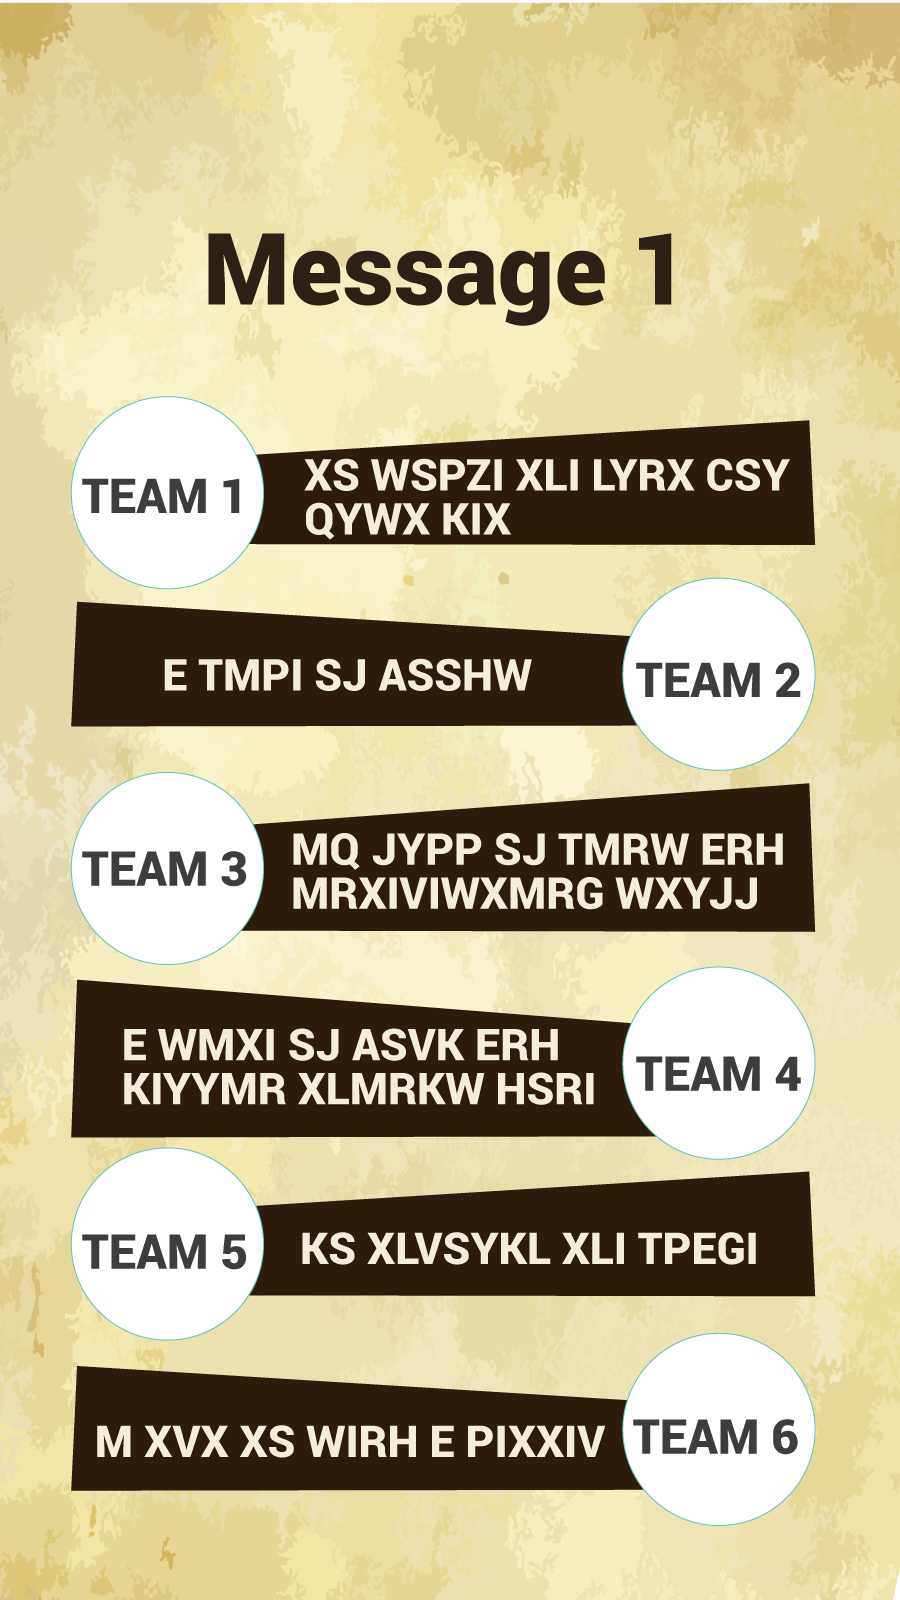 Message 1
TEAM 1
XS WSPZI XLI LYRX CSY
QYWX KIX
E TMPI SJ ASSHW
TEAM 2
TEAM 3
MQ JYPP SJ TMRW ERH
MRXIVIWXMRG WXYJJ
E WMXI SJ ASVK ERH
KIYYMR XLMRKW HSRI
TEAM 4
TEAM 5
KS XLVSYKL XLI TPEGI
M XVX XS WIRH E PIXXIV
TEAM 6